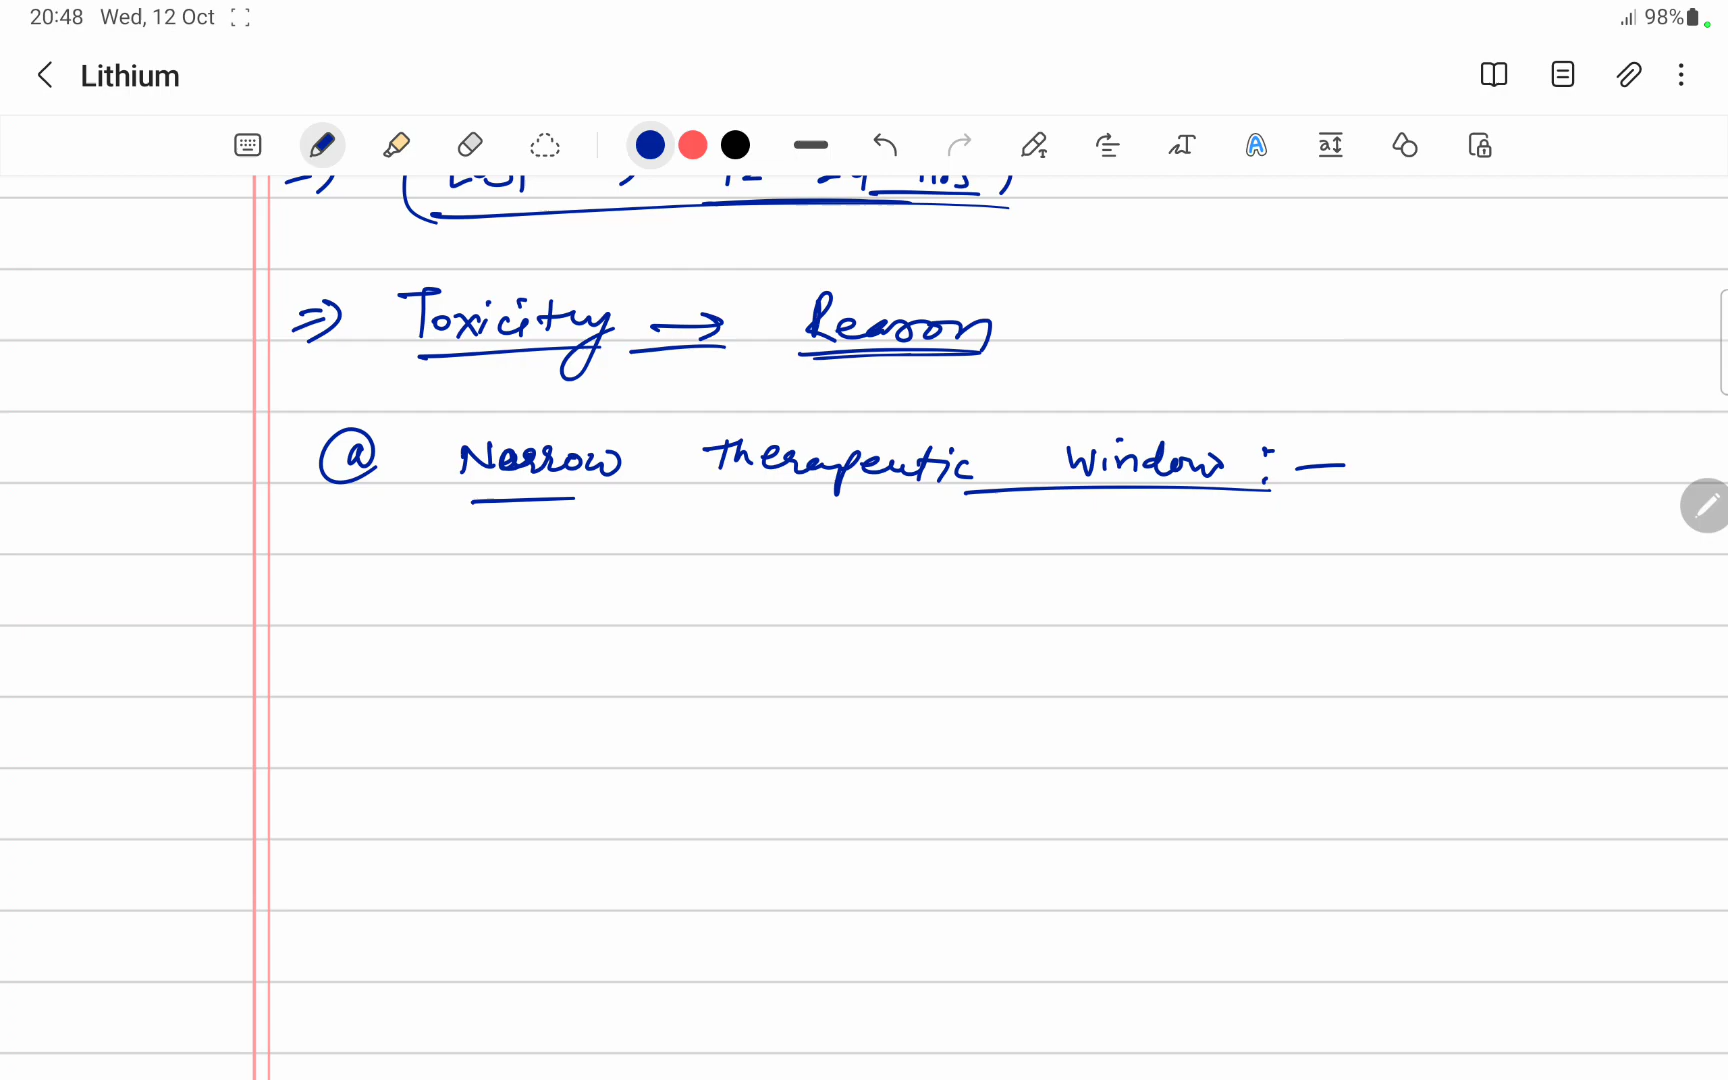 20:48 Wed, 12 Oct 98%
Lithium
⇒ Toxicity → Reason
ⓐ Narrow Therapeutic window : —